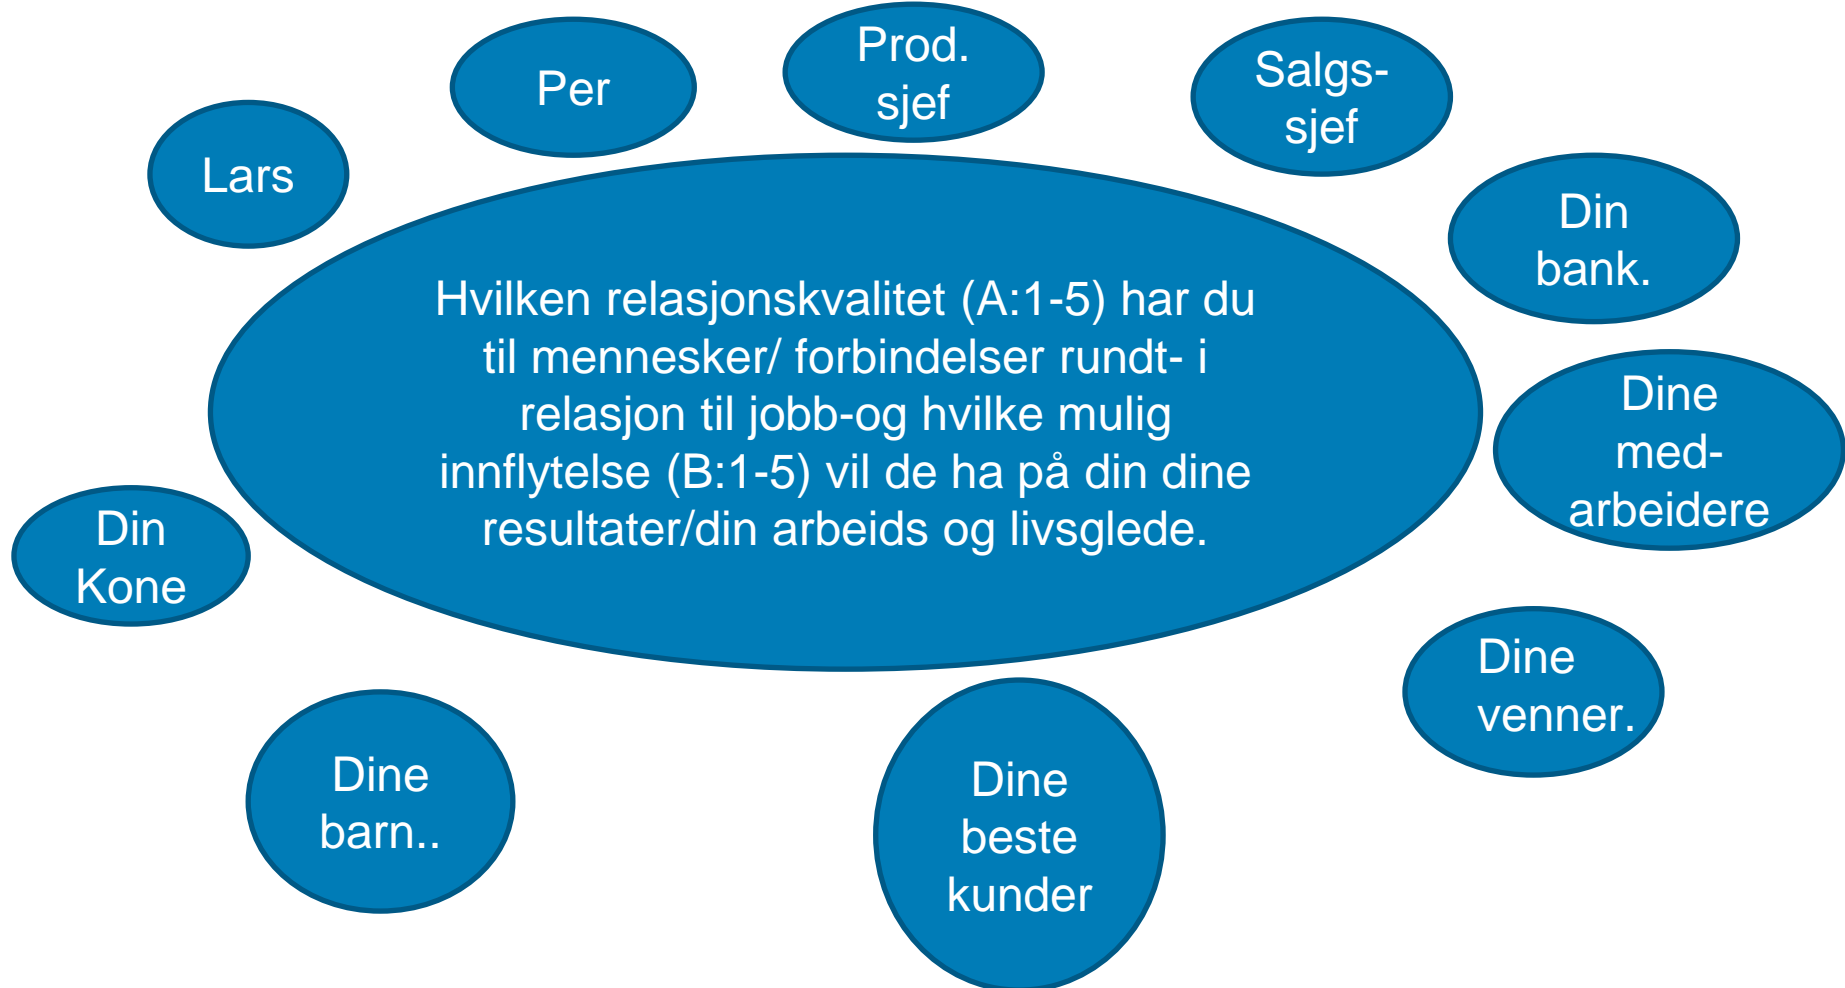 Per
Prod.
sjef
Salgs-
sjef
Lars
Din
bank.
Hvilken relasjonskvalitet (A:1-5) har du
til mennesker/ forbindelser rundt- i
relasjon til jobb-og hvilke mulig
innflytelse (B:1-5) vil de ha på din dine
resultater/din arbeids og livsglede.
Dine
med-
arbeidere
Din
Kone
Dine
venner.
Dine
barn..
Dine
beste
kunder